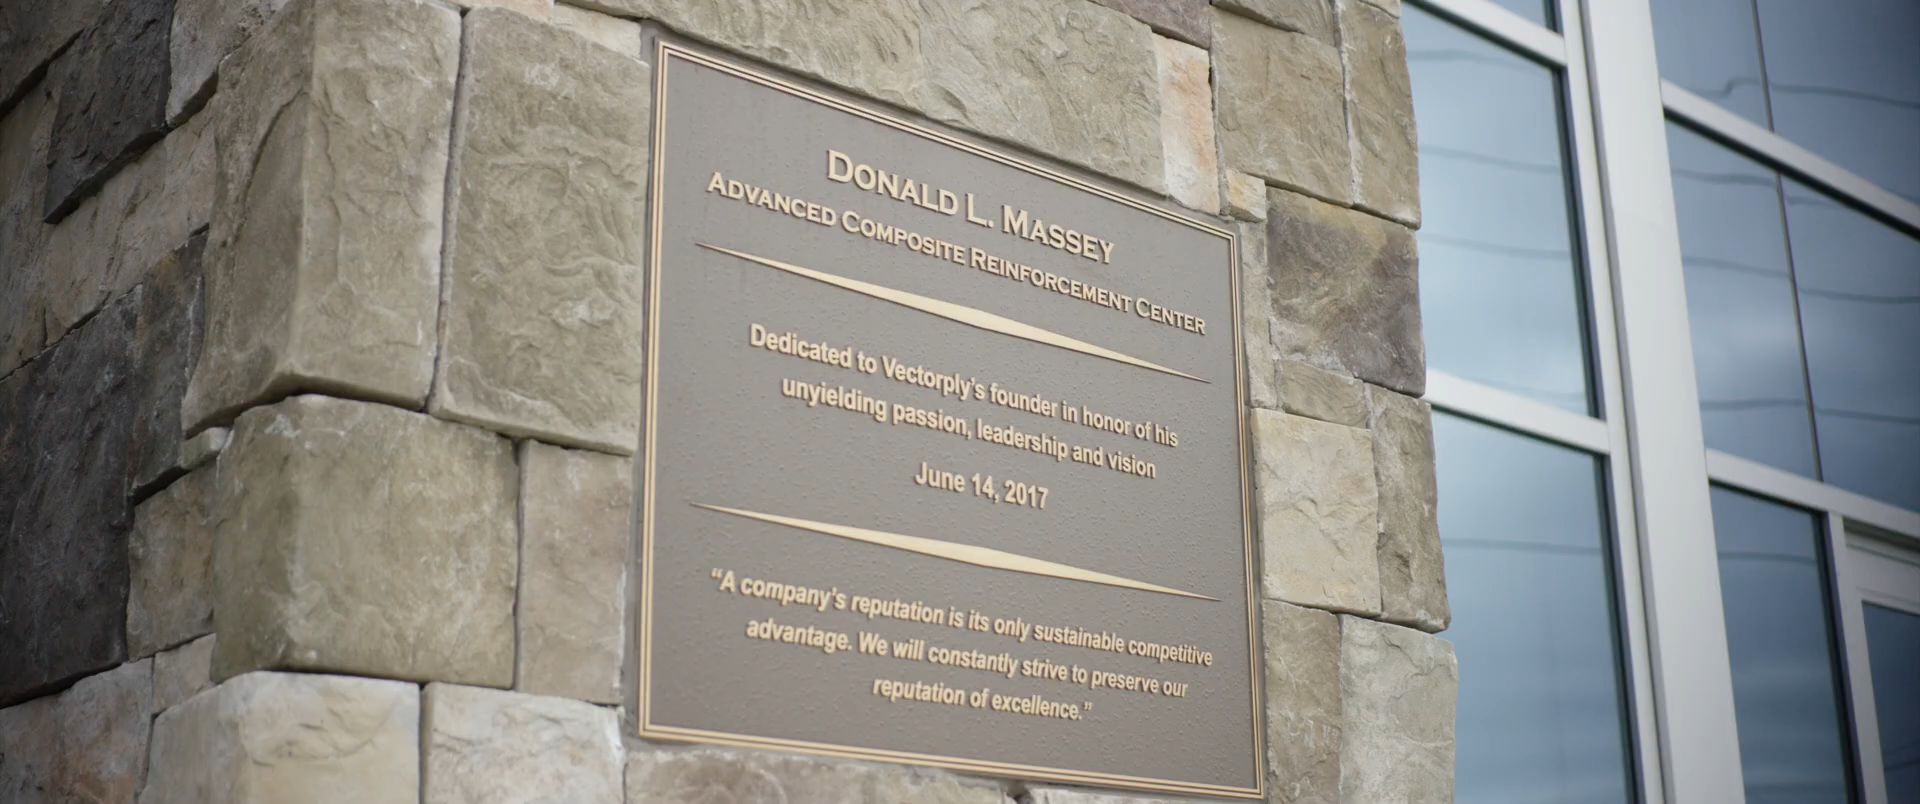 DONALD L. MASSEY
ADVANCED COMPOSITE REINFORCEMENT CENTER
Dedicated to Vectorply's founder in honor of his
unyielding passion, leadership and vision
June 14, 2017
"A company's reputation is its only sustainable competitive
advantage. We will constantly strive to preserve our
reputation of excellence."